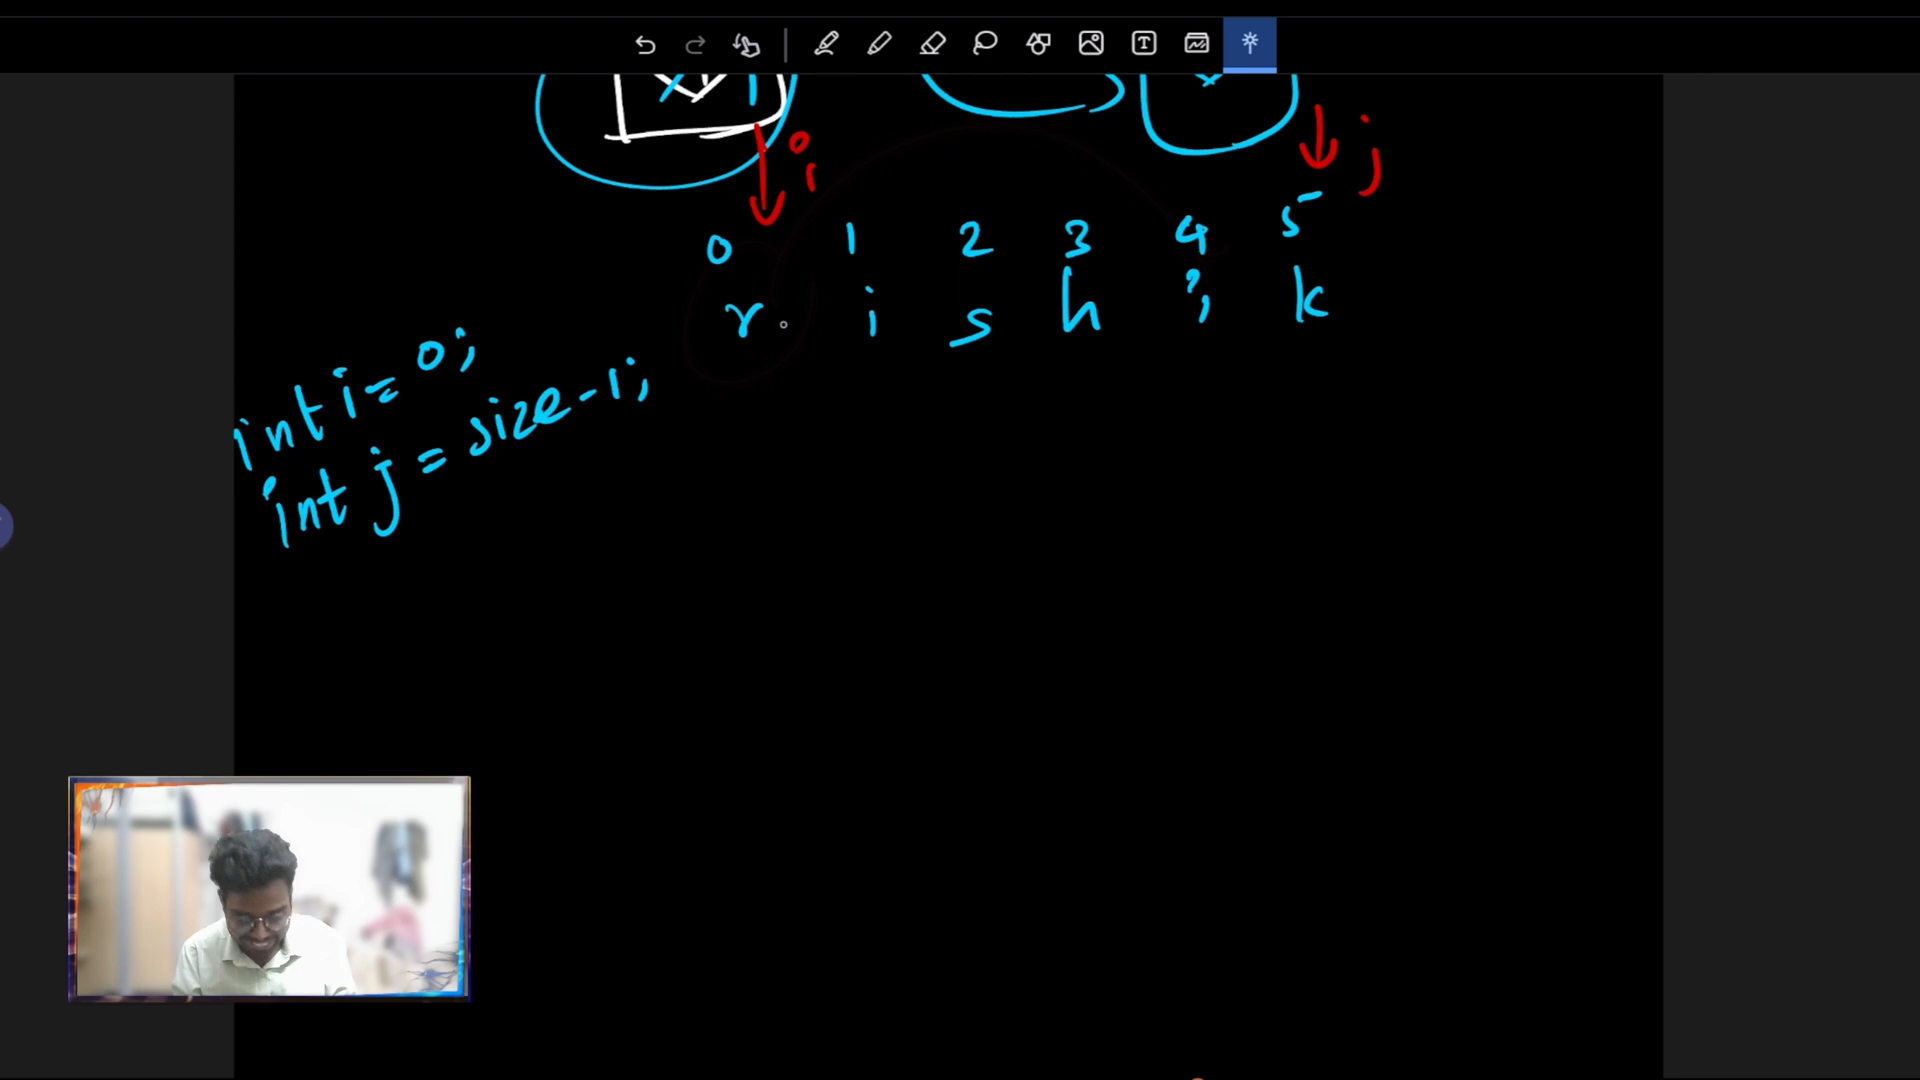 i
j
0 1 2 3 4 5
r i s h i k
int i = 0;
int j = size - 1;